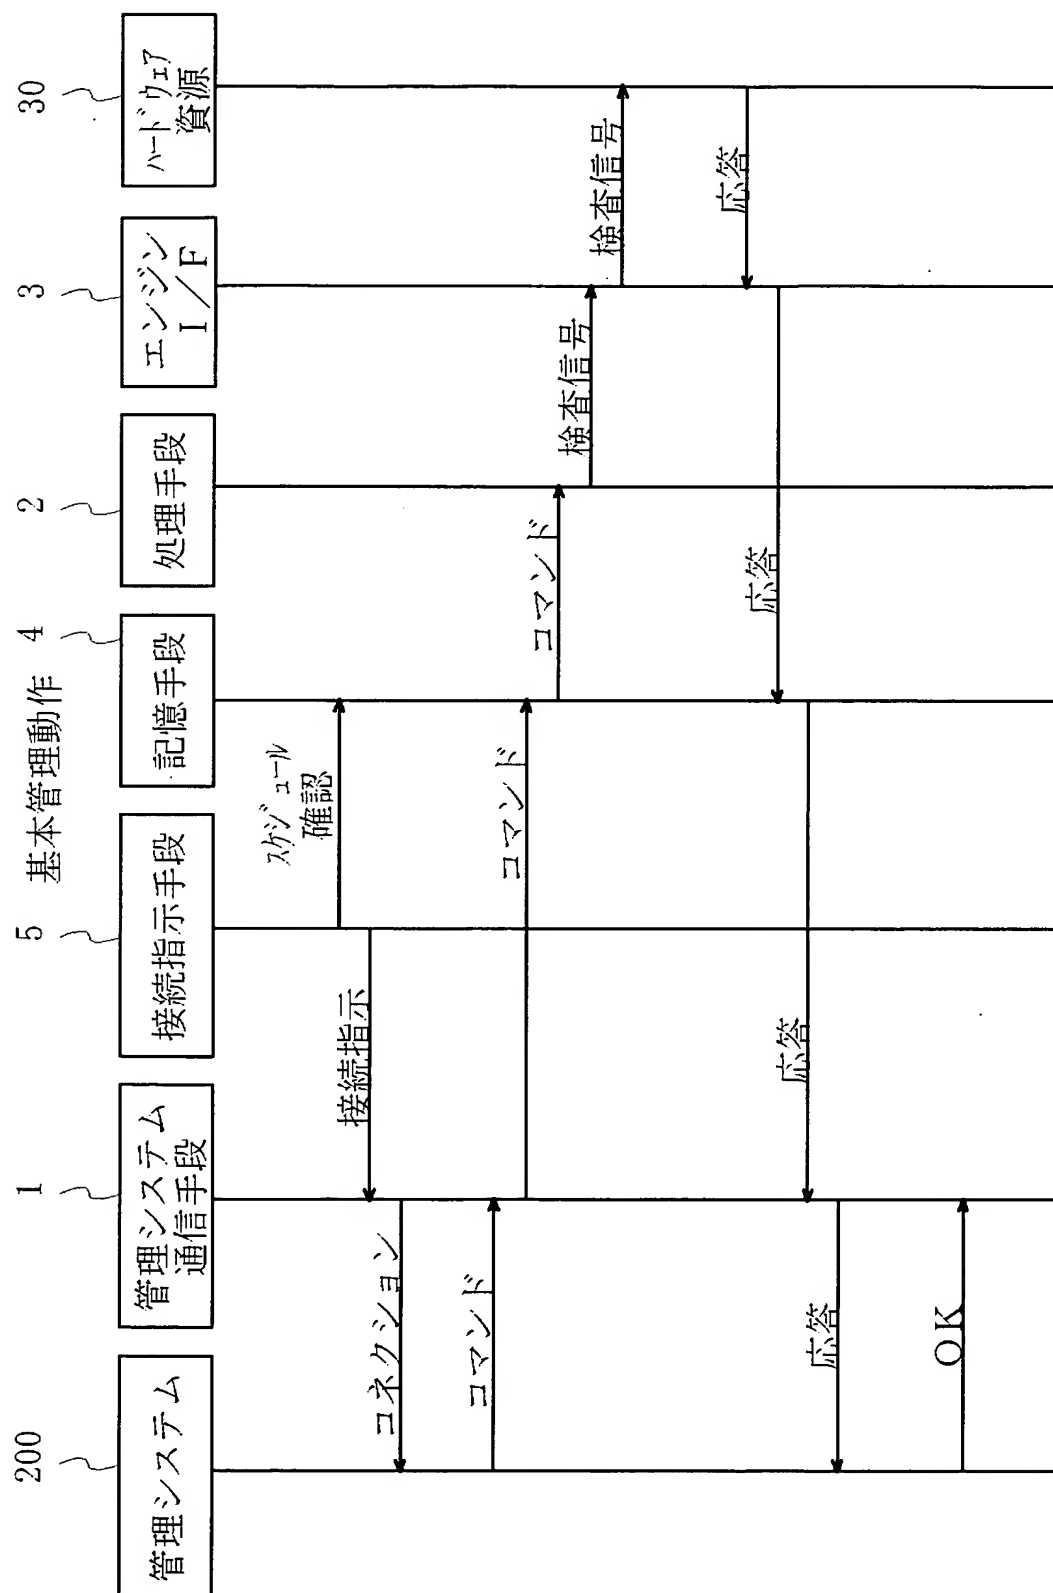 基本管理動作
200
1
5
4
2
3
30
管理システム
管理システム
通信手段
接続指示手段
記憶手段
処理手段
エンジン
I/F
ハードウェア
資源
スケジュール
確認
接続指示
コネクション
コマンド
コマンド
コマンド
検査信号
検査信号
応答
応答
応答
応答
OK